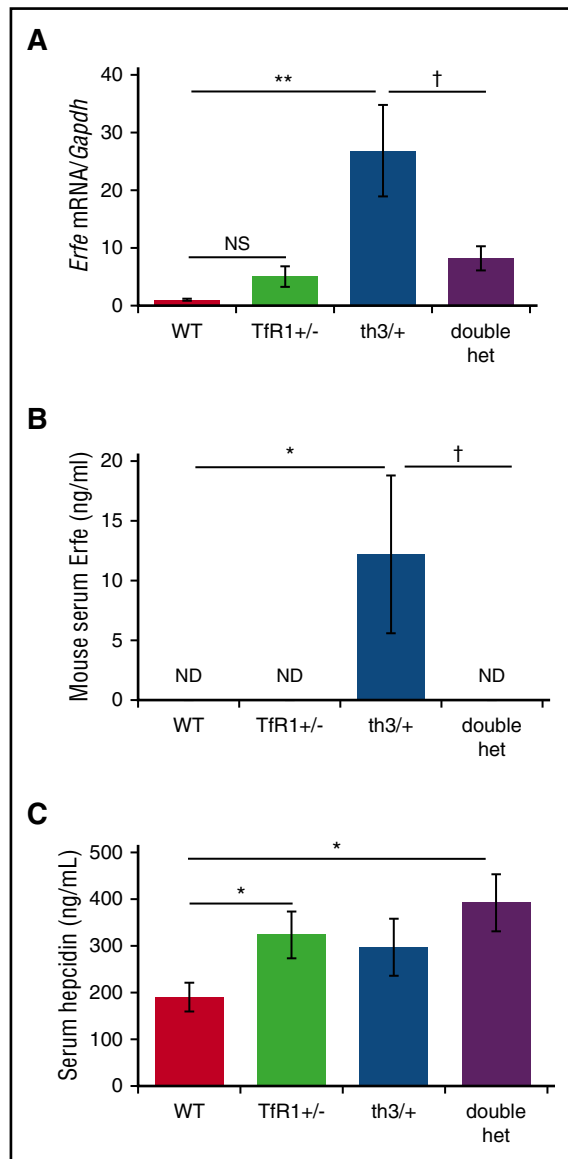 A
Erfe mRNA/Gapdh
40
30
20
10
0
**
†
NS
WT
TfR1+/-
th3/+
double
het
B
Mouse serum Erfe (ng/ml)
20
15
10
5
0
*
†
ND
ND
ND
WT
TfR1+/-
th3/+
double
het
C
Serum hepcidin (ng/mL)
500
400
300
200
100
0
*
*
WT
TfR1+/-
th3/+
double
het